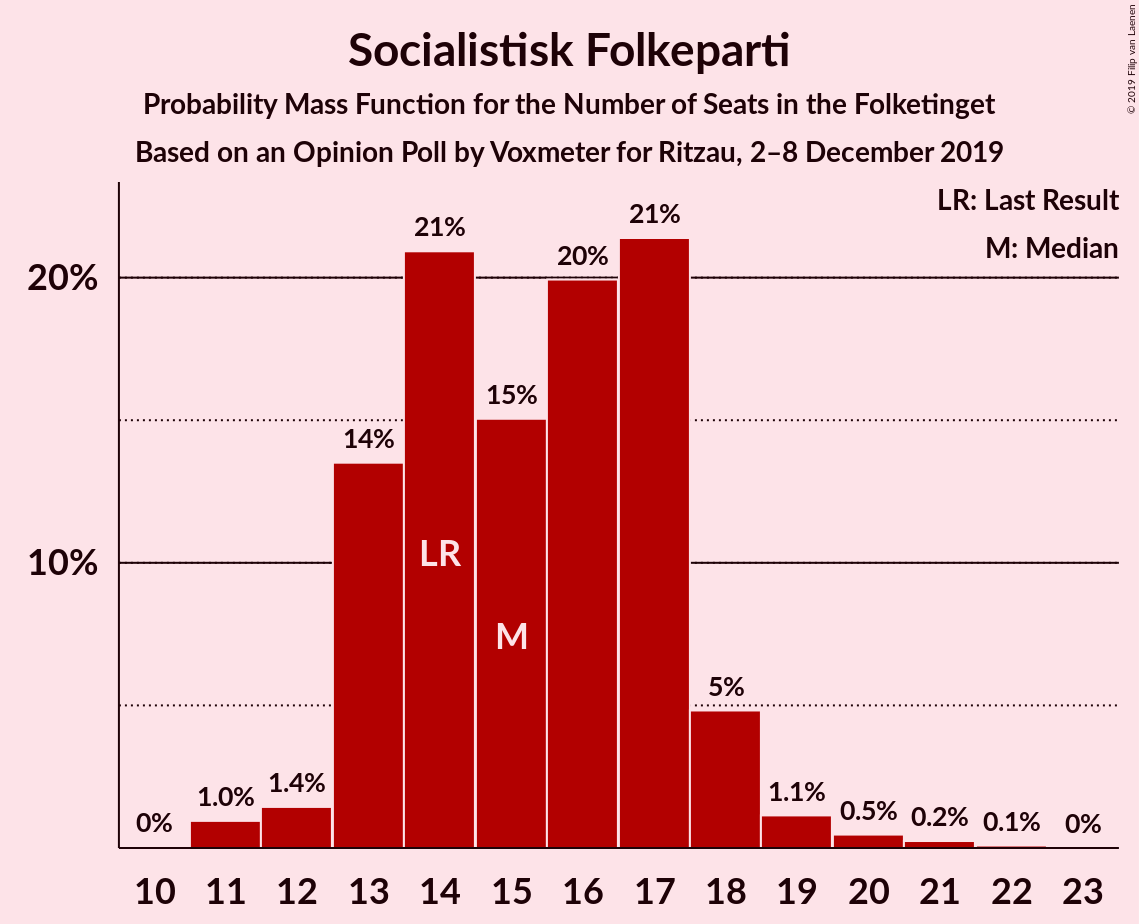 Socialistisk Folkeparti
Probability Mass Function for the Number of Seats in the Folketinget
Based on an Opinion Poll by Voxmeter for Ritzau, 2–8 December 2019
© 2019 Filip van Laenen
LR: Last Result
M: Median
20%
10%
0%
1.0%
1.4%
14%
21%
15%
20%
21%
5%
1.1%
0.5%
0.2%
0.1%
0%
LR
M
10 11 12 13 14 15 16 17 18 19 20 21 22 23